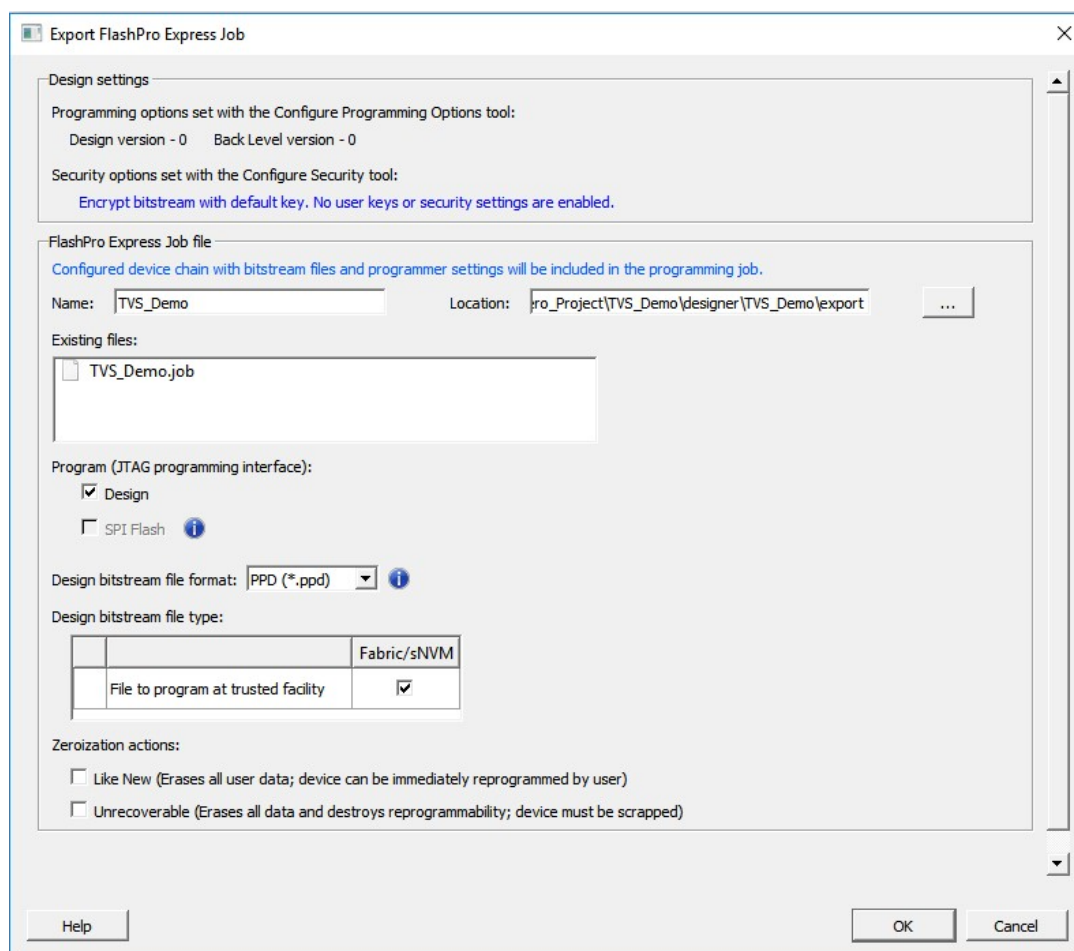 Export FlashPro Express Job
Design settings
Programming options set with the Configure Programming Options tool:
Design version - 0 Back Level version - 0
Security options set with the Configure Security tool:
Encrypt bitstream with default key. No user keys or security settings are enabled.
FlashPro Express Job file
Configured device chain with bitstream files and programmer settings will be included in the programming job.
Name: TVS_Demo Location: ro_Project\TVS_Demo\designer\TVS_Demo\export ...
Existing files:
TVS_Demo.job
Program (JTAG programming interface):
Design
SPI Flash
Design bitstream file format: PPD (*.ppd)
Design bitstream file type:
Fabric/sNVM
File to program at trusted facility
Zeroization actions:
Like New (Erases all user data; device can be immediately reprogrammed by user)
Unrecoverable (Erases all data and destroys reprogrammability; device must be scrapped)
Help OK Cancel